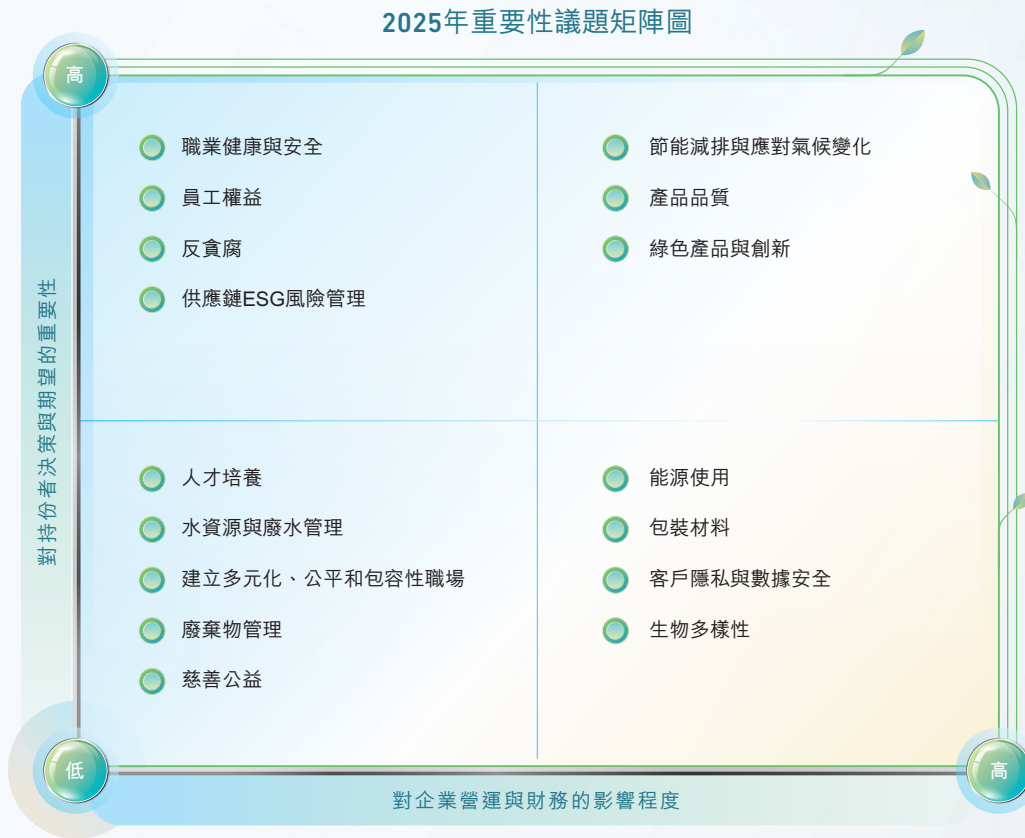 2025年重要性議題矩陣圖
高
對持份者決策與期望的重要性
職業健康與安全
員工權益
反貪腐
供應鏈ESG風險管理
節能減排與應對氣候變化
產品品質
綠色產品與創新
人才培養
水資源與廢水管理
建立多元化、公平和包容性職場
廢棄物管理
慈善公益
能源使用
包裝材料
客戶隱私與數據安全
生物多樣性
低
高
對企業營運與財務的影響程度